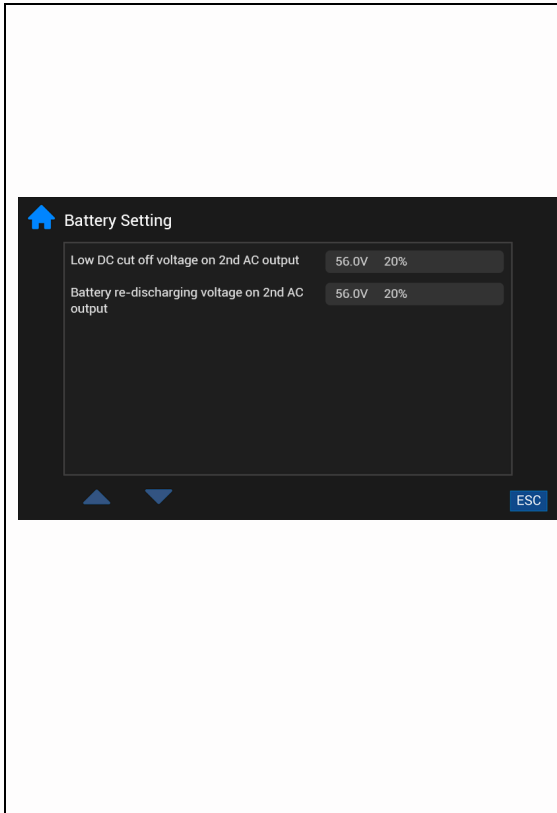 Battery Setting
Low DC cut off voltage on 2nd AC output 56.0V 20%
Battery re-discharging voltage on 2nd AC 56.0V 20%
output
ESC